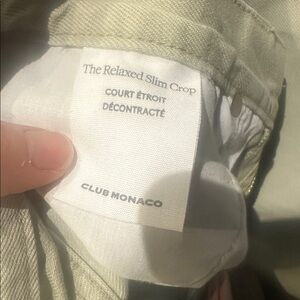 The Relaxed Slim Crop
COURT ÉTROIT
DÉCONTRACTÉ
CLUB MONACO